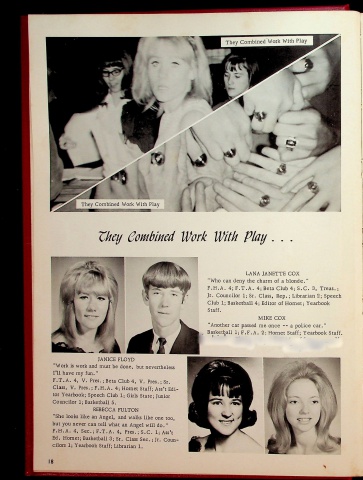 They Combined Work With Play
They Combined Work With Play
They Combined Work With Play . . .
LANA JANETTE COX
"Who can deny the charm of a blonde."
F.H.A. 4; F.T.A. 4; Beta Club 4; S.C. 3, Treas.;
Jr. Councilor 1; Sr. Class, Rep.; Librarian 2; Speech
Club 1; Basketball 4; Editor of Hornet; Yearbook
Staff.
MIKE COX
"Another car passed me once -- a police car."
Basketball 1; F.F.A. 2; Hornet Staff; Yearbook
JANICE FLOYD
"Work is work and must be done, but nevertheless
I'll have my fun."
F.T.A. 4, V. Pres.; Beta Club 4, V. Pres.; Sr.
Class, V. Pres.; F.H.A. 4; Hornet Staff; Ass't Edi-
tor Yearbook; Speech Club 1; Girls State; Junior
Councilor 1; Basketball 5.
REBECCA FULTON
"She looks like an Angel, and walks like one too,
but you never can tell what an Angel will do."
F.H.A. 4, Sec.; F.T.A. 4, Pres.; S.C. 1; Ass't
Ed. Hornet; Basketball 3; Sr. Class Sec.; Jr. Coun-
cilor 1; Yearbook Staff; Librarian 1.
18